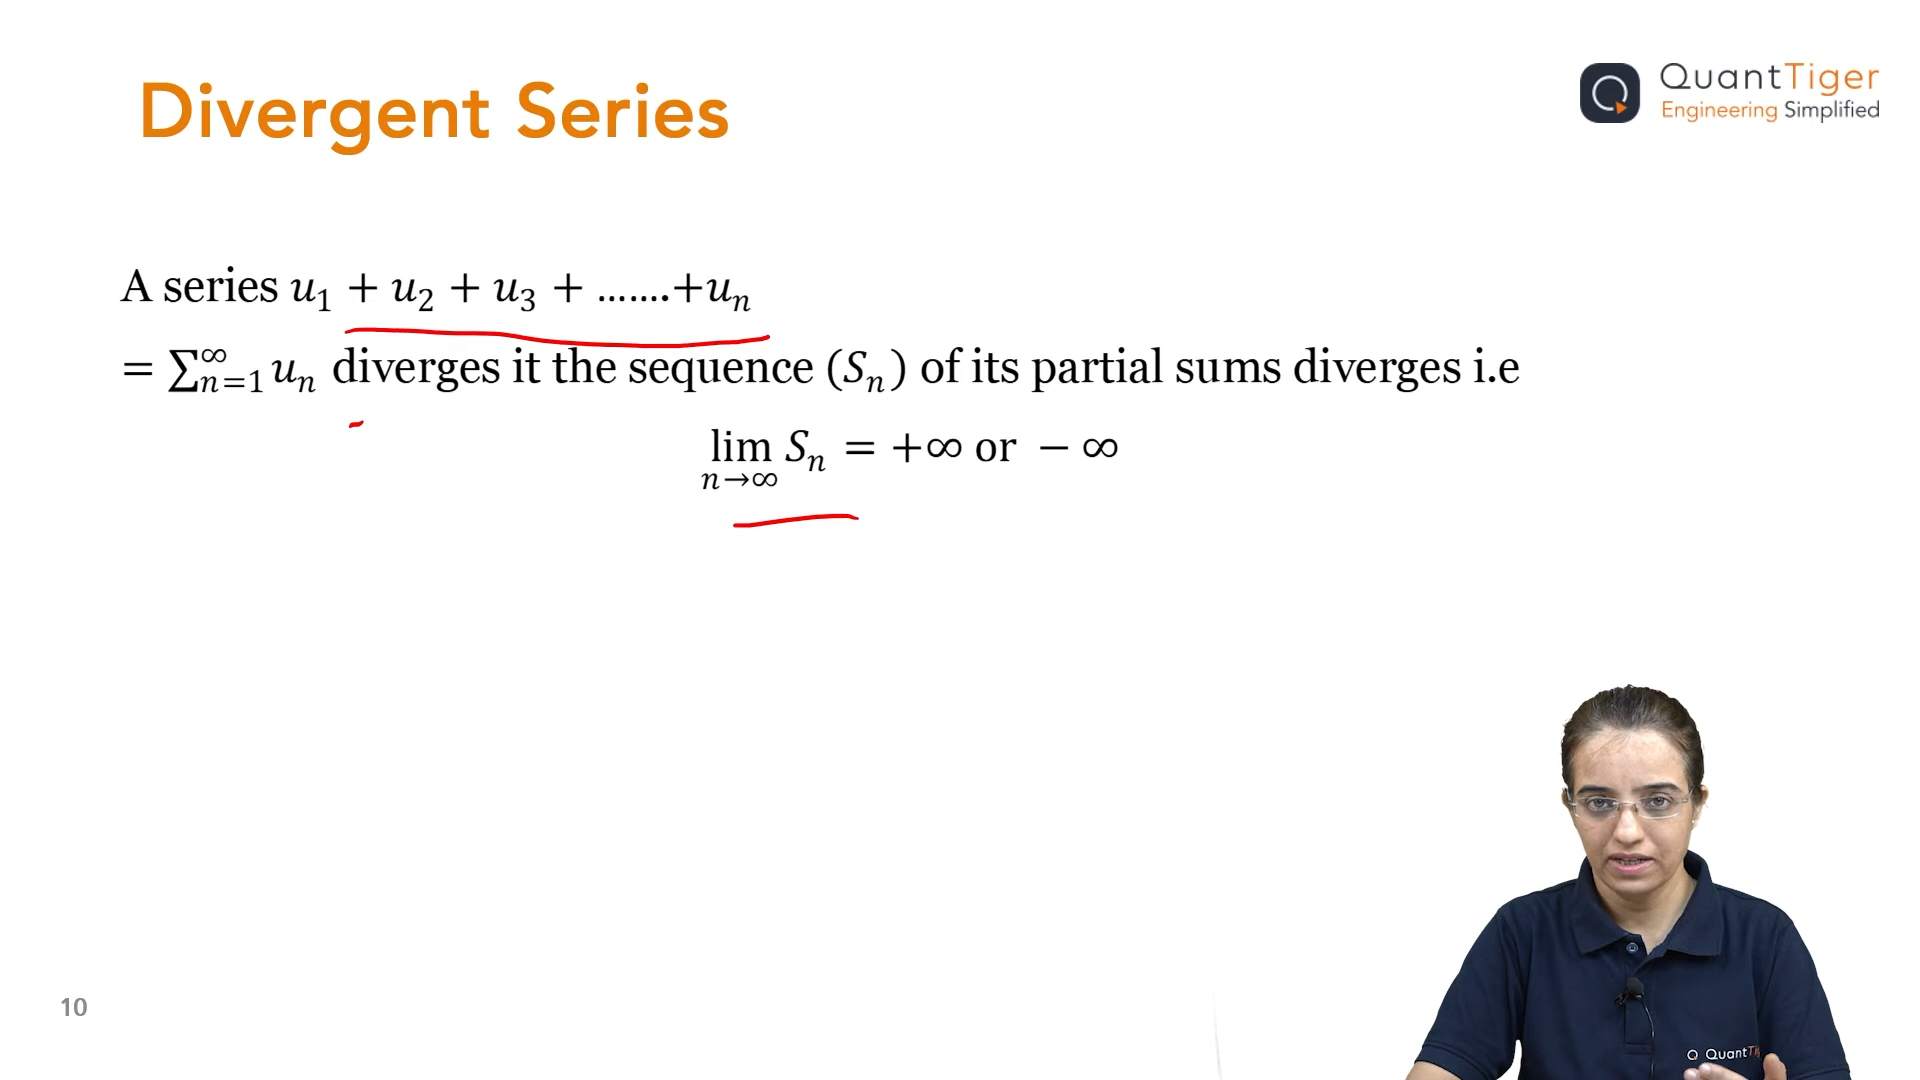 Divergent Series
QuantTiger
Engineering Simplified
A series u₁ + u₂ + u₃ + .......+uₙ
= ∑ₙ₌₁^∞ uₙ diverges it the sequence (Sₙ) of its partial sums diverges i.e
lim Sₙ = +∞ or − ∞
n→∞
10